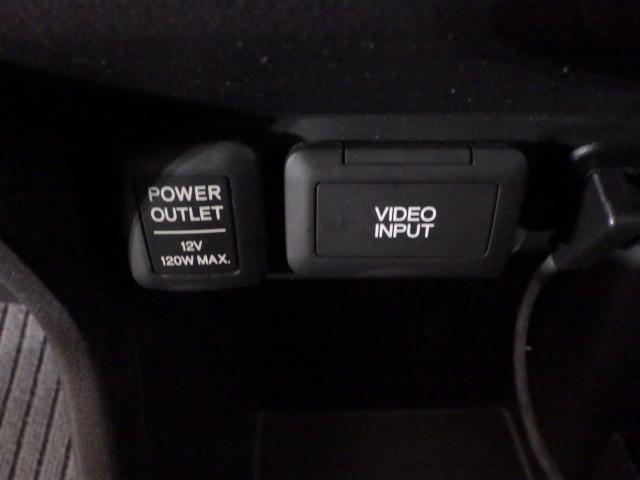 POWER
OUTLET
12V
120W MAX.
VIDEO
INPUT